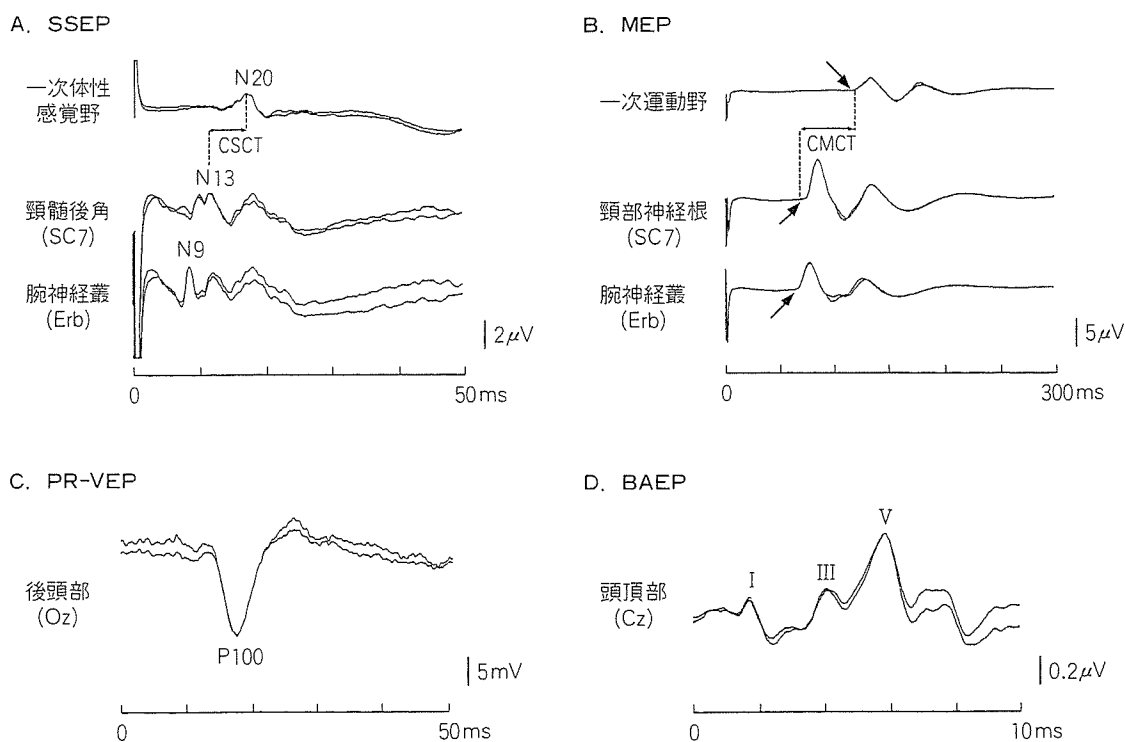 A. SSEP
一次体性
感覚野
N20
CSCT
N13
頸髄後角
(SC7)
N9
腕神経叢
(Erb)
2μV
0
50ms
B. MEP
一次運動野
CMCT
頸部神経根
(SC7)
腕神経叢
(Erb)
5μV
0
300ms
C. PR-VEP
後頭部
(Oz)
P100
5mV
0
50ms
D. BAEP
I
III
V
頭頂部
(Cz)
0.2μV
0
10ms